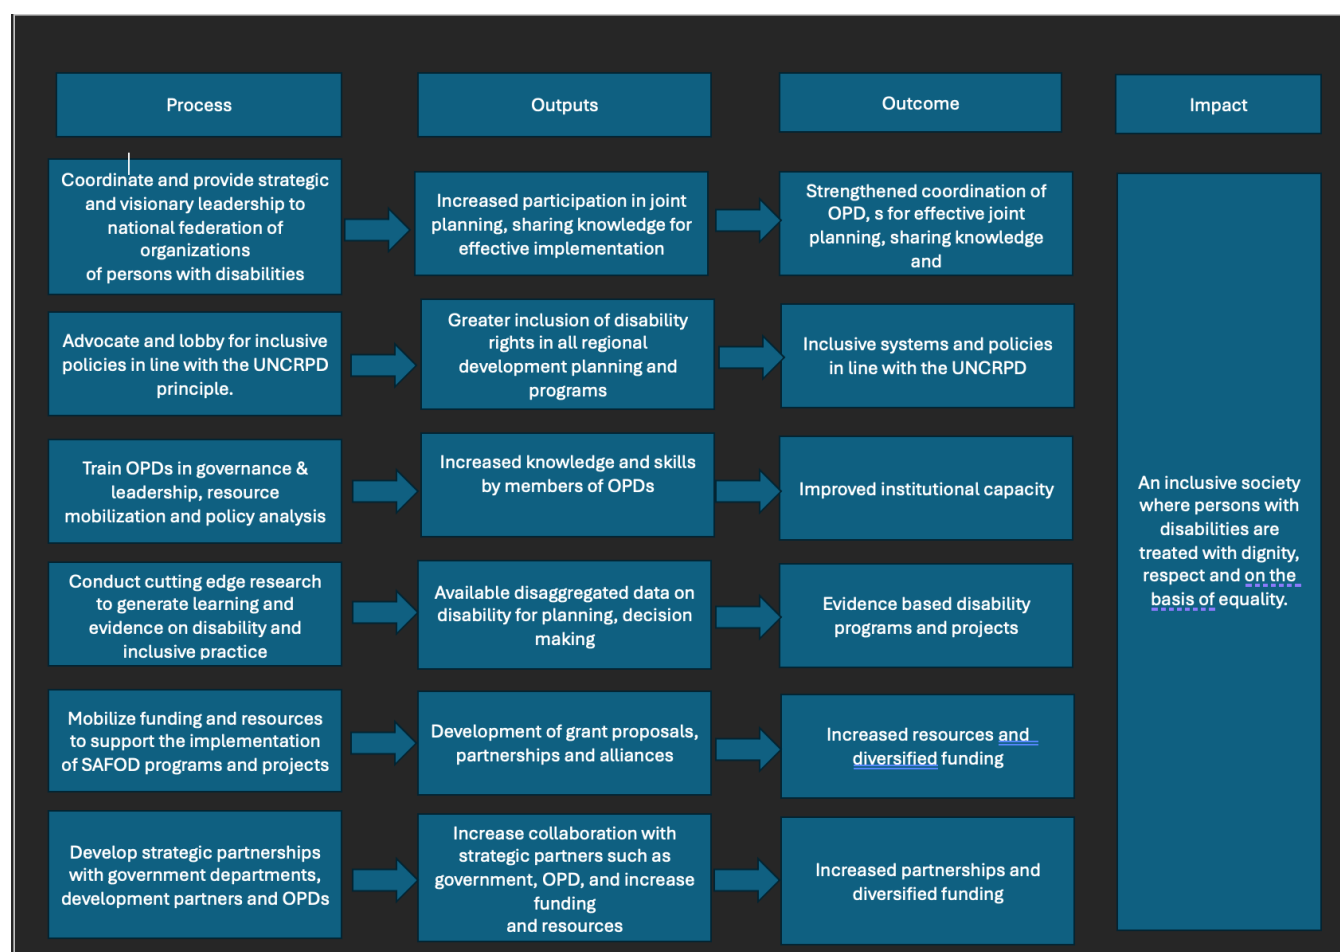 Process
Outputs
Outcome
Impact
Coordinate and provide strategic
and visionary leadership to
national federation of
organizations
of persons with disabilities
Increased participation in joint
planning, sharing knowledge for
effective implementation
Strengthened coordination of
OPD, s for effective joint
planning, sharing knowledge
and
Advocate and lobby for inclusive
policies in line with the UNCRPD
principle.
Greater inclusion of disability
rights in all regional
development planning and
programs
Inclusive systems and policies
in line with the UNCRPD
Train OPDs in governance &
leadership, resource
mobilization and policy analysis
Increased knowledge and skills
by members of OPDs
Improved institutional capacity
Conduct cutting edge research
to generate learning and
evidence on disability and
inclusive practice
Available disaggregated data on
disability for planning, decision
making
Evidence based disability
programs and projects
Mobilize funding and resources
to support the implementation
of SAFOD programs and projects
Development of grant proposals,
partnerships and alliances
Increased resources and
diversified funding
Develop strategic partnerships
with government departments,
development partners and OPDs
Increase collaboration with
strategic partners such as
government, OPD, and increase
funding
and resources
Increased partnerships and
diversified funding
An inclusive society
where persons with
disabilities are
treated with dignity,
respect and on the
basis of equality.